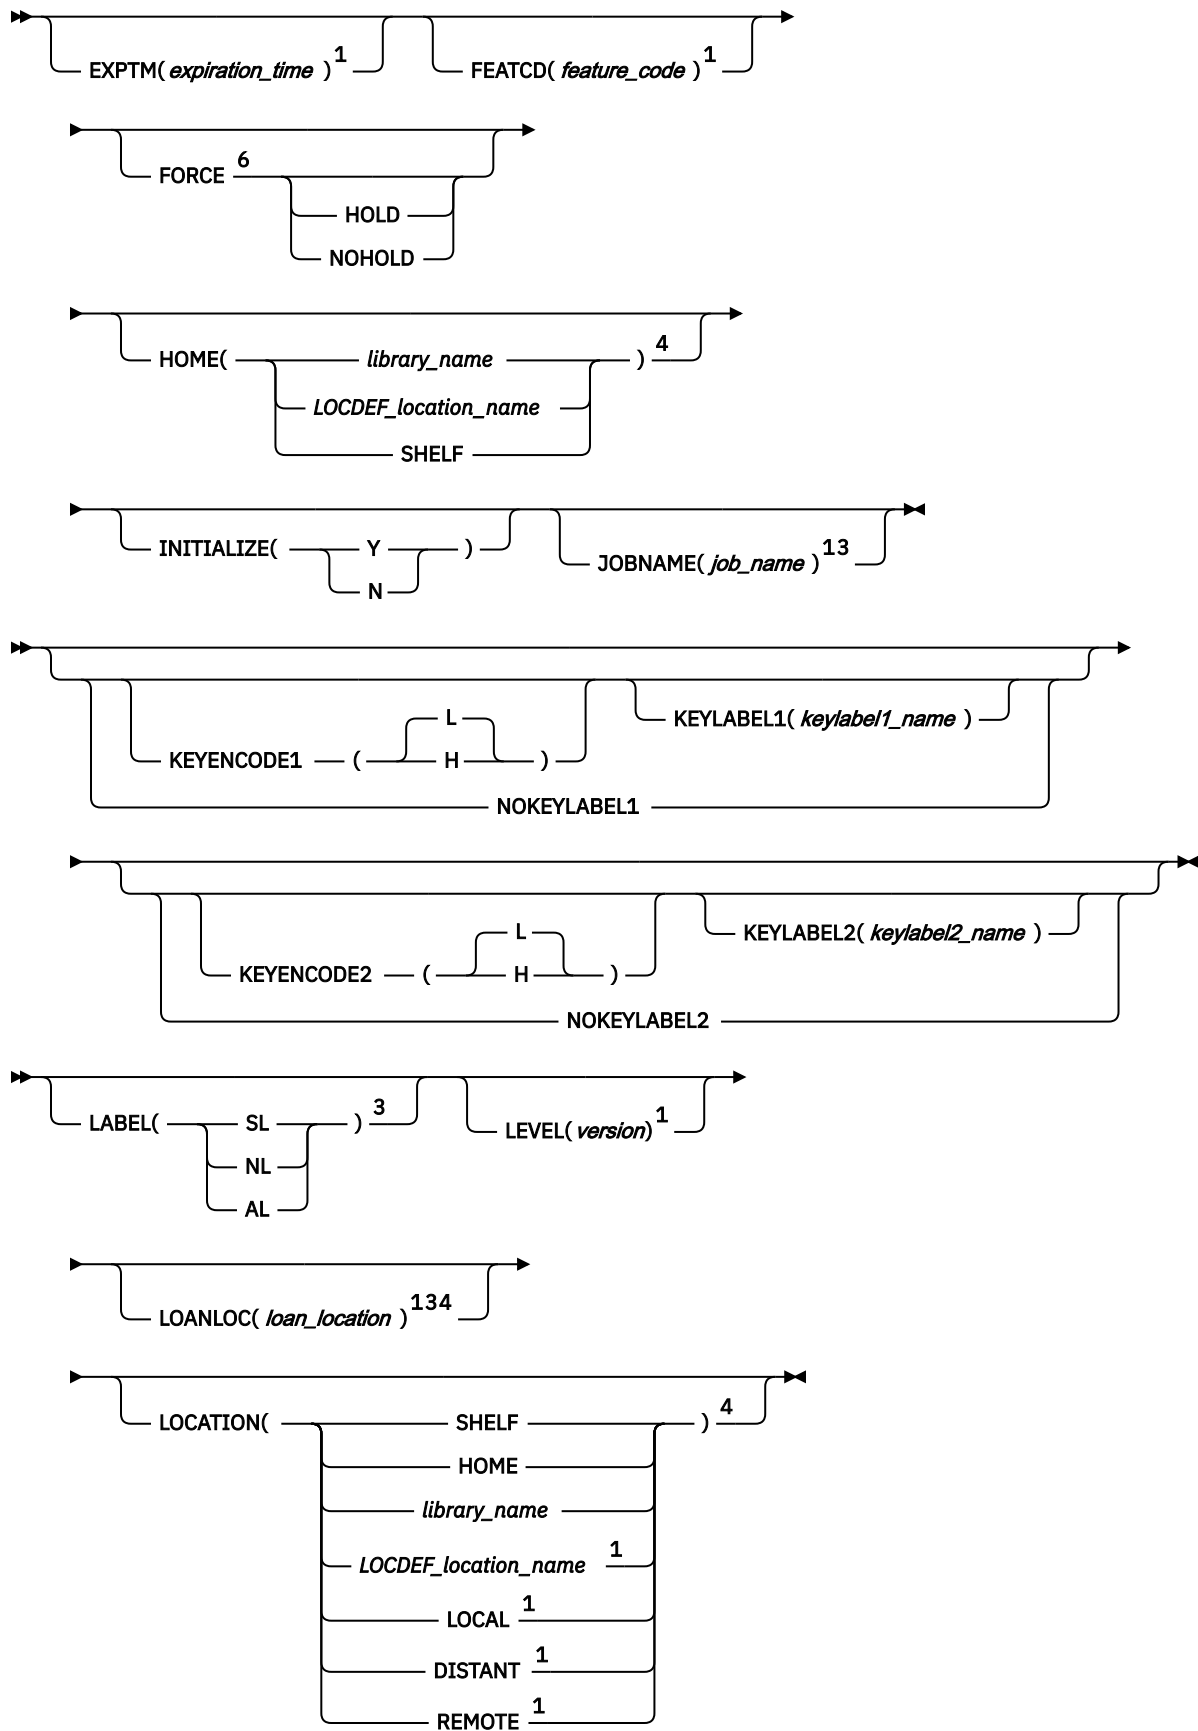 EXPTM( expiration_time )1 FEATCD( feature_code )1
FORCE 6
HOLD
NOHOLD
HOME( library_name ) 4
LOCDEF_location_name
SHELF
INITIALIZE( Y ) JOBNAME( job_name )13
N
L KEYLABEL1( keylabel1_name )
KEYENCODE1 ( H )
NOKEYLABEL1
L KEYLABEL2( keylabel2_name )
KEYENCODE2 ( H )
NOKEYLABEL2
LABEL( SL ) 3 LEVEL( version)1
NL
AL
LOANLOC( loan_location )134
LOCATION( SHELF ) 4
HOME
library_name
LOCDEF_location_name 1
LOCAL 1
DISTANT 1
REMOTE 1